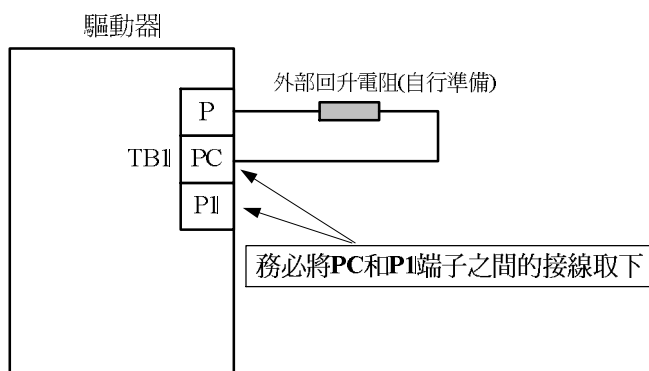 驅動器
外部回升電阻(自行準備)
P
TB1 PC
P1
務必將PC和P1端子之間的接線取下